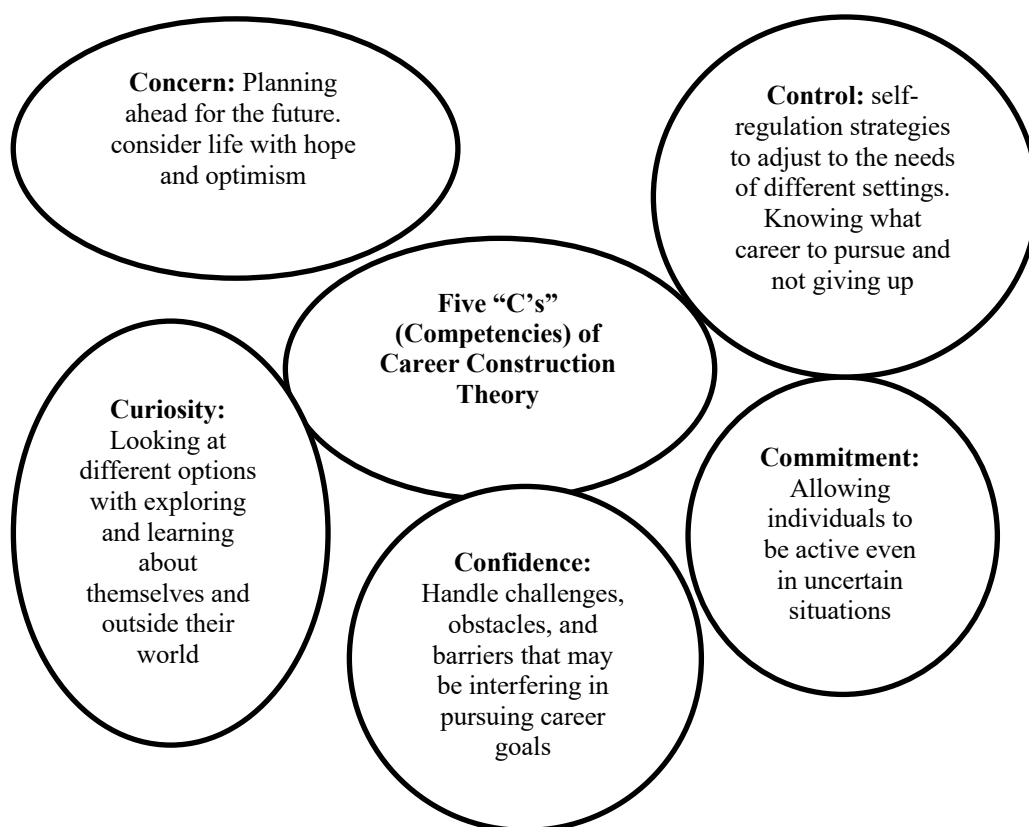 Concern: Planning
ahead for the future.
consider life with hope
and optimism
Control: self-
regulation strategies
to adjust to the needs
of different settings.
Knowing what
career to pursue and
not giving up
Five “C’s”
(Competencies) of
Career Construction
Theory
Curiosity:
Looking at
different options
with exploring
and learning
about
themselves and
outside their
world
Confidence:
Handle challenges,
obstacles, and
barriers that may
be interfering in
pursuing career
goals
Commitment:
Allowing
individuals to
be active even
in uncertain
situations